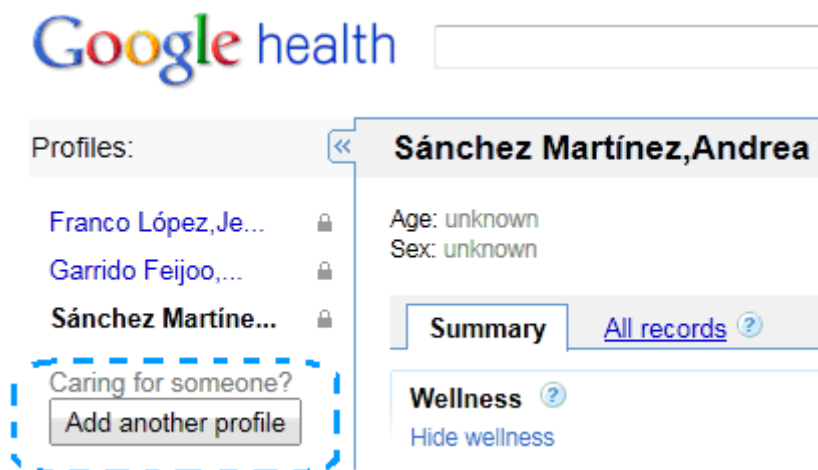 Google health
Profiles:
«
Franco López,Je...
Garrido Feijoo,...
Sánchez Martíne...
Caring for someone?
Add another profile
Sánchez Martínez,Andrea
Age: unknown
Sex: unknown
Summary
All records ?
Wellness ?
Hide wellness